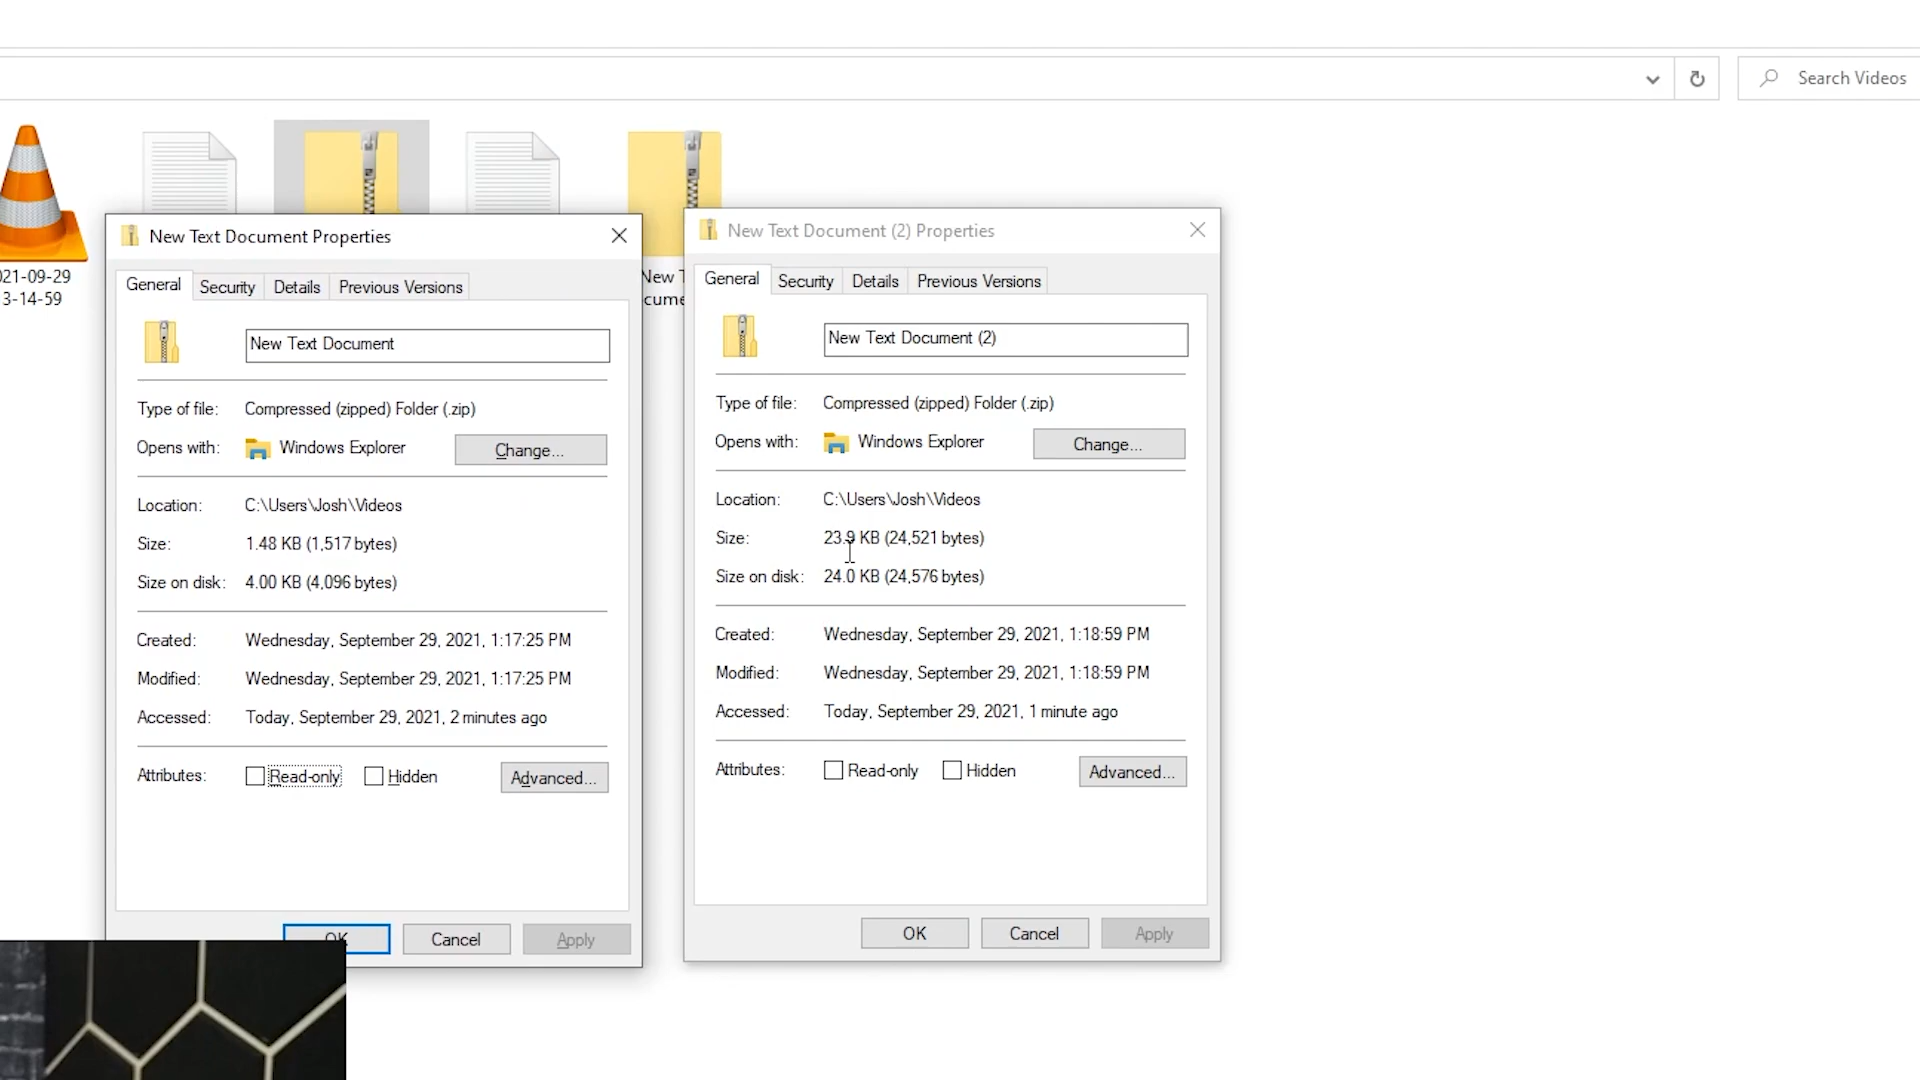 Search Videos
021-09-29
3-14-59
New T
cume
New Text Document Properties
General
Security
Details
Previous Versions
New Text Document
Type of file: Compressed (zipped) Folder (.zip)
Opens with: Windows Explorer
Change...
Location: C:\Users\Josh\Videos
Size: 1.48 KB (1,517 bytes)
Size on disk: 4.00 KB (4,096 bytes)
Created: Wednesday, September 29, 2021, 1:17:25 PM
Modified: Wednesday, September 29, 2021, 1:17:25 PM
Accessed: Today, September 29, 2021, 2 minutes ago
Attributes: Read-only Hidden Advanced...
OK Cancel Apply
New Text Document (2) Properties
General
Security
Details
Previous Versions
New Text Document (2)
Type of file: Compressed (zipped) Folder (.zip)
Opens with: Windows Explorer
Change...
Location: C:\Users\Josh\Videos
Size: 23.9 KB (24,521 bytes)
Size on disk: 24.0 KB (24,576 bytes)
Created: Wednesday, September 29, 2021, 1:18:59 PM
Modified: Wednesday, September 29, 2021, 1:18:59 PM
Accessed: Today, September 29, 2021, 1 minute ago
Attributes: Read-only Hidden Advanced...
OK Cancel Apply